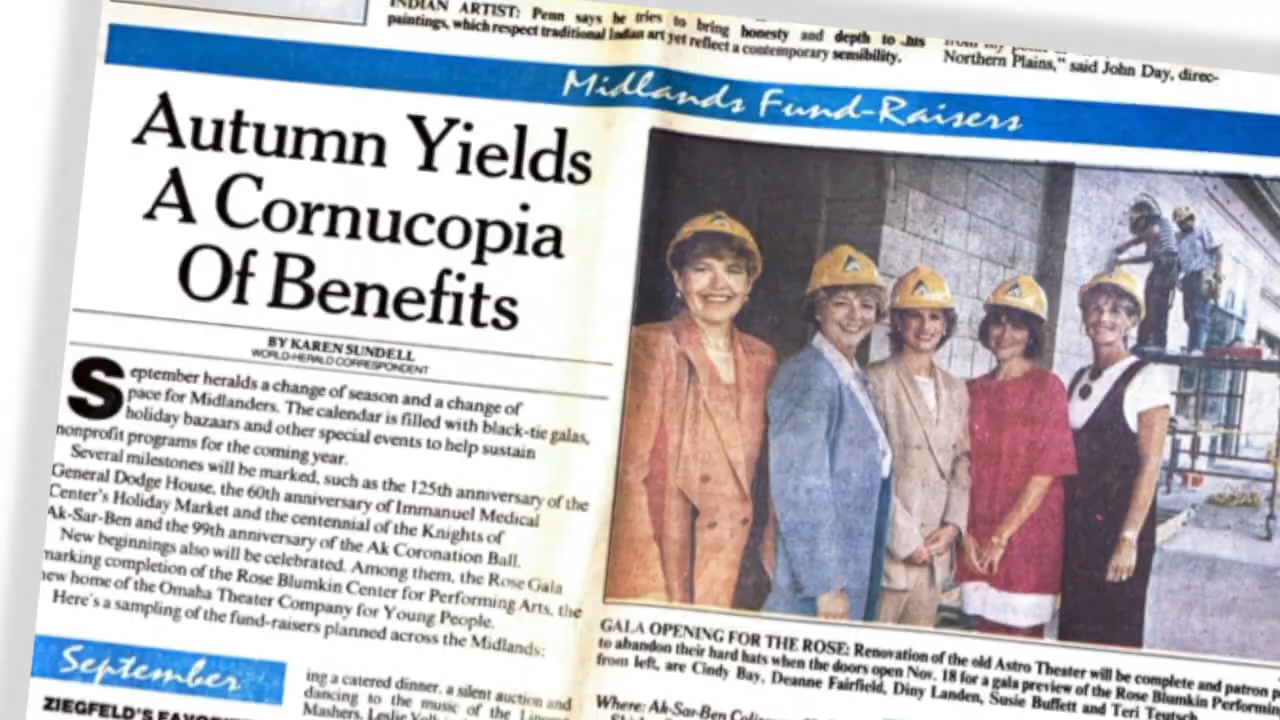 INDIAN ARTIST: Penn says he tries to bring honesty and depth to his
paintings, which respect traditional Indian art yet reflect a contemporary sensibility.
Northern Plains," said John Day, direc-
Midlands Fund-Raisers
Autumn Yields
A Cornucopia
Of Benefits
BY KAREN SUNDELL
WORLD-HERALD CORRESPONDENT
September heralds a change of season and a change of
pace for Midlanders. The calendar is filled with black-tie galas,
holiday bazaars and other special events to help sustain
nonprofit programs for the coming year.
Several milestones will be marked, such as the 125th anniversary of the
General Dodge House, the 60th anniversary of Immanuel Medical
Center's Holiday Market and the centennial of the Knights of
Ak-Sar-Ben and the 99th anniversary of the Ak Coronation Ball.
New beginnings also will be celebrated. Among them, the Rose Gala
marking completion of the Rose Blumkin Center for Performing Arts, the
new home of the Omaha Theater Company for Young People.
Here's a sampling of the fund-raisers planned across the Midlands:
GALA OPENING FOR THE ROSE: Renovation of the old Astro Theater will be complete and patron
to abandon their hard hats when the doors open Nov. 18 for a gala preview of the Rose Blumkin
from left, are Cindy Bay, Deanne Fairfield, Diny Landen, Susie Buffett and Teri
September
ing a catered dinner, a silent auction and
dancing to the music of the
Mashers. Leslie
Where: Ak-Sar-Ben